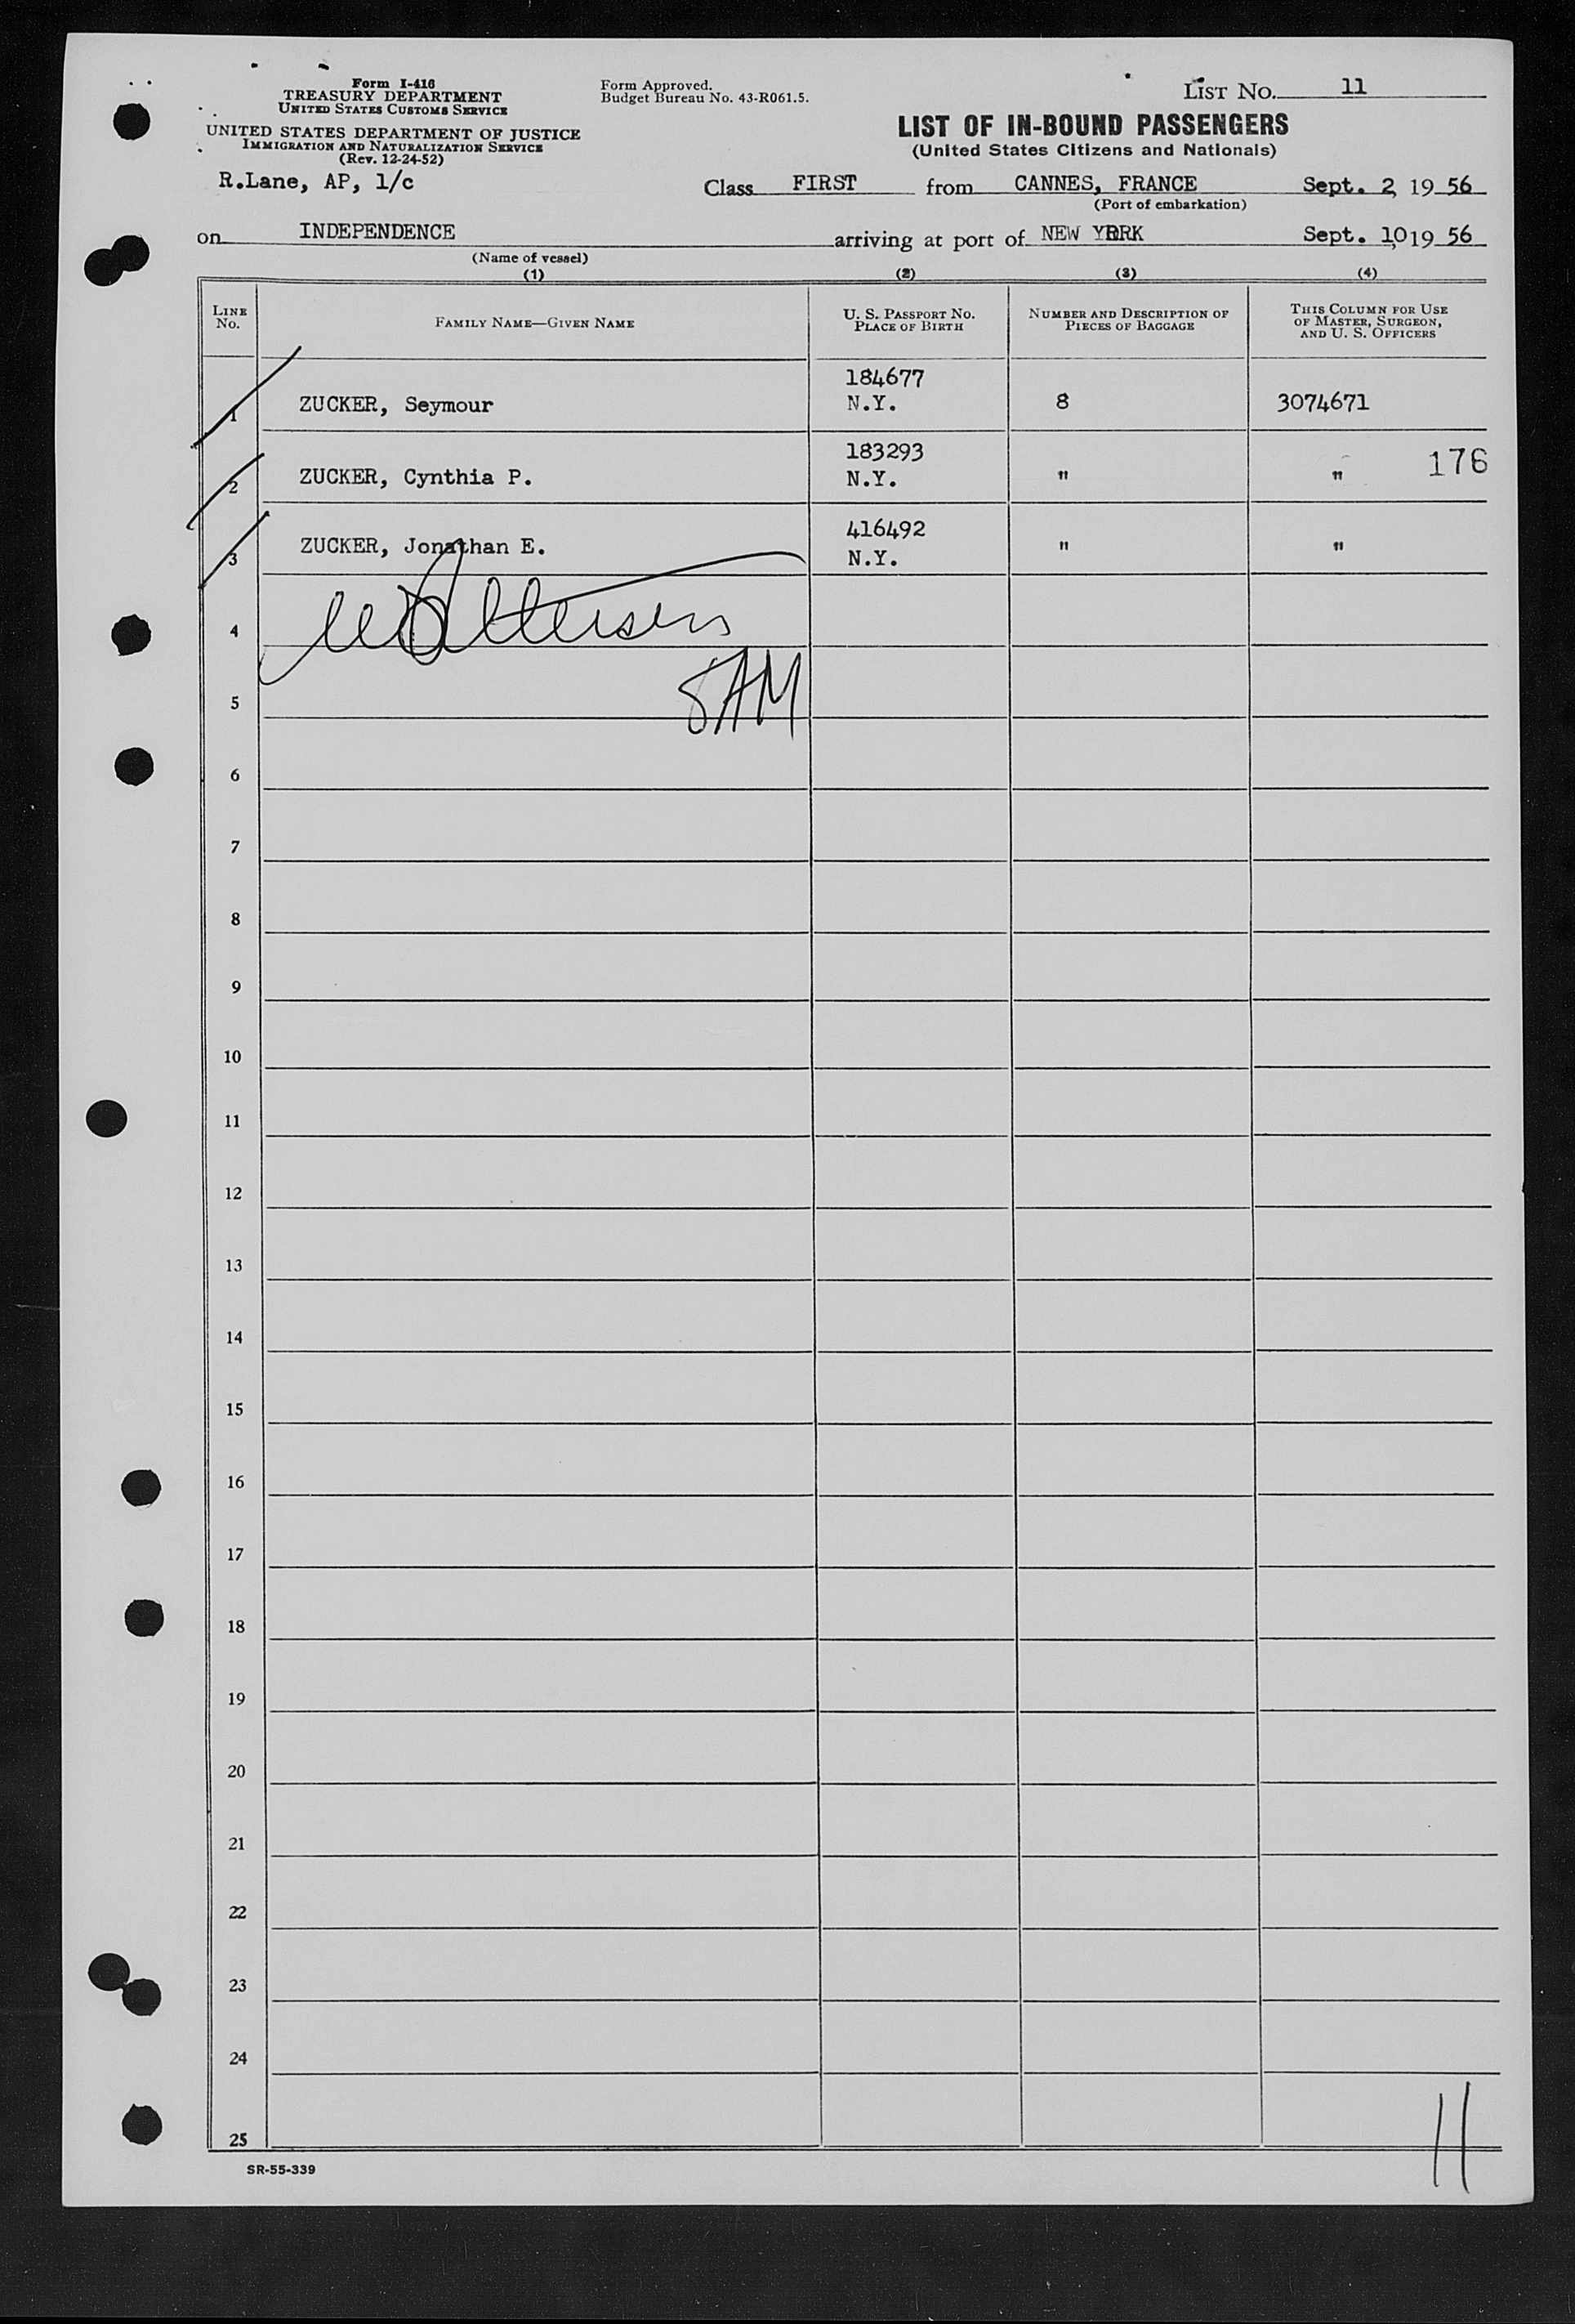 Form I-416
TREASURY DEPARTMENT
UNITED STATES CUSTOMS SERVICE
UNITED STATES DEPARTMENT OF JUSTICE
IMMIGRATION AND NATURALIZATION SERVICE
(Rev. 12-24-52)
Form Approved.
Budget Bureau No. 43-R061.5.
LIST NO. 11
LIST OF IN-BOUND PASSENGERS
(United States Citizens and Nationals)
R.Lane, AP, 1/c
Class FIRST from CANNES, FRANCE Sept. 2, 19 56
(Port of embarkation)
on INDEPENDENCE arriving at port of NEW YORK Sept. 10, 19 56
(Name of vessel)
(1) (2) (3) (4)
LINE NO.
FAMILY NAME—GIVEN NAME
U. S. PASSPORT NO.
PLACE OF BIRTH
NUMBER AND DESCRIPTION OF
PIECES OF BAGGAGE
THIS COLUMN FOR USE
OF MASTER, SURGEON,
AND U. S. OFFICERS
184677
1 ZUCKER, Seymour N.Y. 8 3074671
183293
2 ZUCKER, Cynthia P. N.Y. " " 176
416492
3 ZUCKER, Jonathan E. N.Y. " "
4
SAM
5
6
7
8
9
10
11
12
13
14
15
16
17
18
19
20
21
22
23
24
25
11
SR-55-339